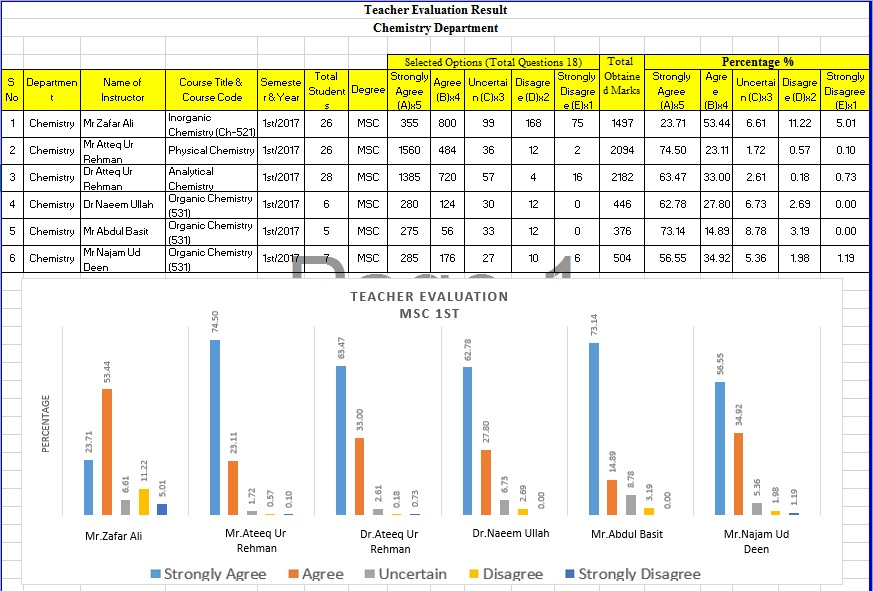 Teacher Evaluation Result
Chemistry Department
Selected Options (Total Questions 18) Total Obtaine d Marks Percentage %
S No Departmen t Name of Instructor Course Title & Course Code Semeste r & Year Total Student s Degree Strongly Agree (A)x5 Agree (B)x4 Uncertai n (C)x3 Disagre e (D)x2 Strongly Disagre e (E)x1 Strongly Agree (A)x5 Agre e (B)x4 Uncertai n (C)x3 Disagre e (D)x2 Strongly Disagree (E)x1
1 Chemistry Mr Zafar Ali Inorganic Chemistry (Ch-521) 1st/2017 26 MSC 355 800 99 168 75 1497 23.71 53.44 6.61 11.22 5.01
2 Chemistry Mr Atteq Ur Rehman Physical Chemistry 1st/2017 26 MSC 1560 484 36 12 2 2094 74.50 23.11 1.72 0.57 0.10
3 Chemistry Dr Atteq Ur Rehman Analytical Chemistry 1st/2017 28 MSC 1385 720 57 4 16 2182 63.47 33.00 2.61 0.18 0.73
4 Chemistry Dr Naeem Ullah Organic Chemistry (531) 1st/2017 6 MSC 280 124 30 12 0 446 62.78 27.80 6.73 2.69 0.00
5 Chemistry Mr Abdul Basit Organic Chemistry (531) 1st/2017 5 MSC 275 56 33 12 0 376 73.14 14.89 8.78 3.19 0.00
6 Chemistry Mr Najam Ud Deen Organic Chemistry (531) 1st/2017 7 MSC 285 176 27 10 6 504 56.55 34.92 5.36 1.98 1.19
Page 1
TEACHER EVALUATION
MSC 1ST
PERCENTAGE
23.71 53.44 6.61 11.22 5.01
74.50 23.11 1.72 0.57 0.10
63.47 33.00 2.61 0.18 0.73
62.78 27.80 6.73 2.69 0.00
73.14 14.89 8.78 3.19 0.00
56.55 34.92 5.36 1.98 1.19
Mr.Zafar Ali
Mr.Ateeq Ur
Rehman
Dr.Ateeq Ur
Rehman
Dr.Naeem Ullah
Mr.Abdul Basit
Mr.Najam Ud
Deen
Strongly Agree Agree Uncertain Disagree Strongly Disagree